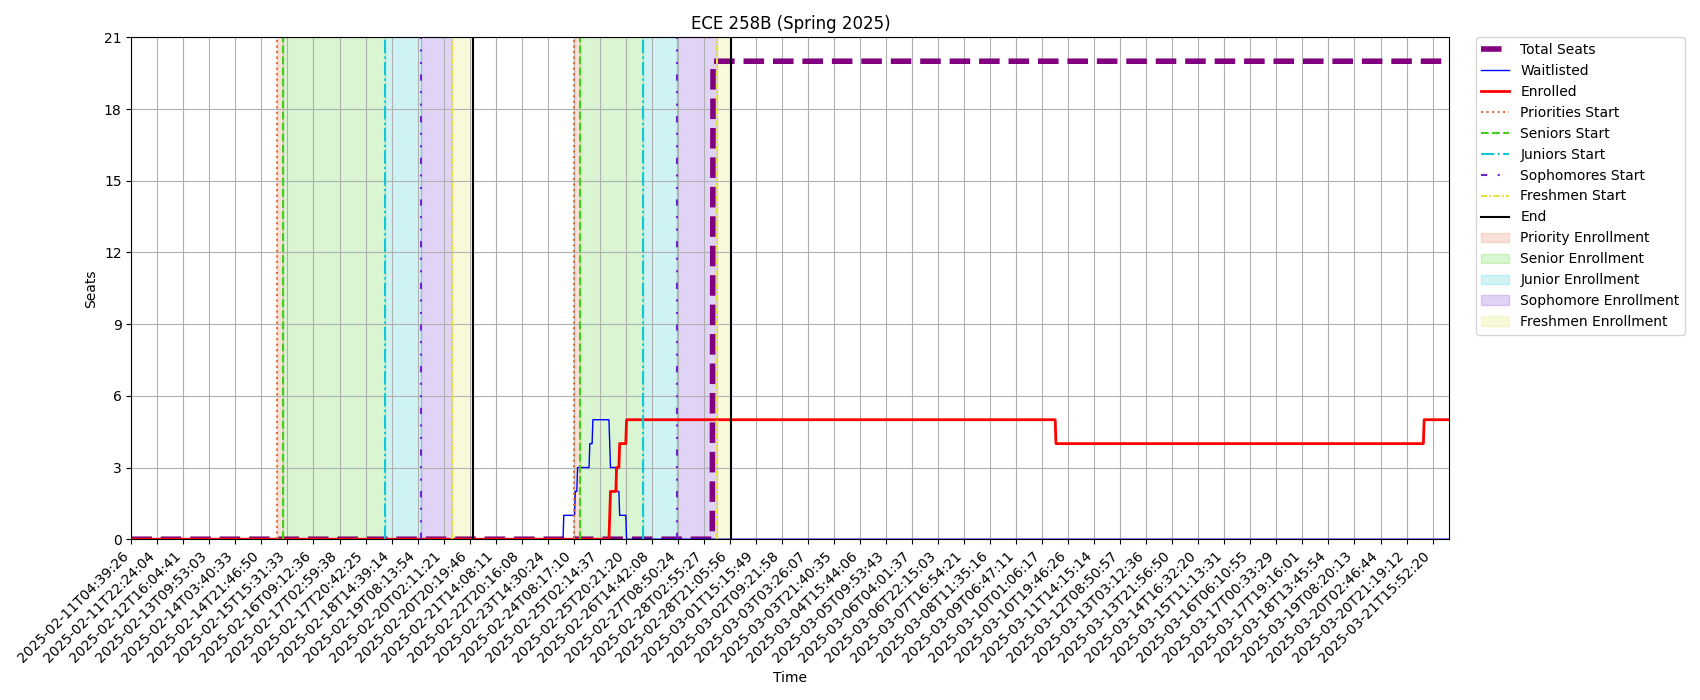 ECE 258B (Spring 2025)
21
18
15
12
9
6
3
0
Seats
2025-02-11T04:39:26
2025-02-11T22:24:04
2025-02-12T16:04:41
2025-02-13T09:53:03
2025-02-14T03:40:33
2025-02-14T21:46:50
2025-02-15T15:31:33
2025-02-16T09:12:36
2025-02-17T02:59:38
2025-02-17T20:42:25
2025-02-18T14:39:14
2025-02-19T08:13:54
2025-02-20T02:11:21
2025-02-20T20:19:46
2025-02-21T14:08:11
2025-02-22T20:16:08
2025-02-23T14:30:24
2025-02-24T08:17:10
2025-02-25T02:14:37
2025-02-25T20:21:20
2025-02-26T14:42:08
2025-02-27T08:50:24
2025-02-28T02:55:27
2025-02-28T21:05:56
2025-03-01T15:15:49
2025-03-02T09:21:58
2025-03-03T03:26:07
2025-03-03T21:40:35
2025-03-04T15:44:06
2025-03-05T09:53:43
2025-03-06T04:01:37
2025-03-06T22:15:03
2025-03-07T16:54:21
2025-03-08T11:35:16
2025-03-09T06:47:11
2025-03-10T01:06:17
2025-03-10T19:46:26
2025-03-11T14:15:14
2025-03-12T08:50:57
2025-03-13T03:12:36
2025-03-13T21:56:50
2025-03-14T16:32:20
2025-03-15T11:13:31
2025-03-16T06:10:55
2025-03-17T00:33:29
2025-03-17T19:16:01
2025-03-18T13:45:54
2025-03-19T08:20:13
2025-03-20T02:46:44
2025-03-20T21:19:12
2025-03-21T15:52:20
Time
Total Seats
Waitlisted
Enrolled
Priorities Start
Seniors Start
Juniors Start
Sophomores Start
Freshmen Start
End
Priority Enrollment
Senior Enrollment
Junior Enrollment
Sophomore Enrollment
Freshmen Enrollment